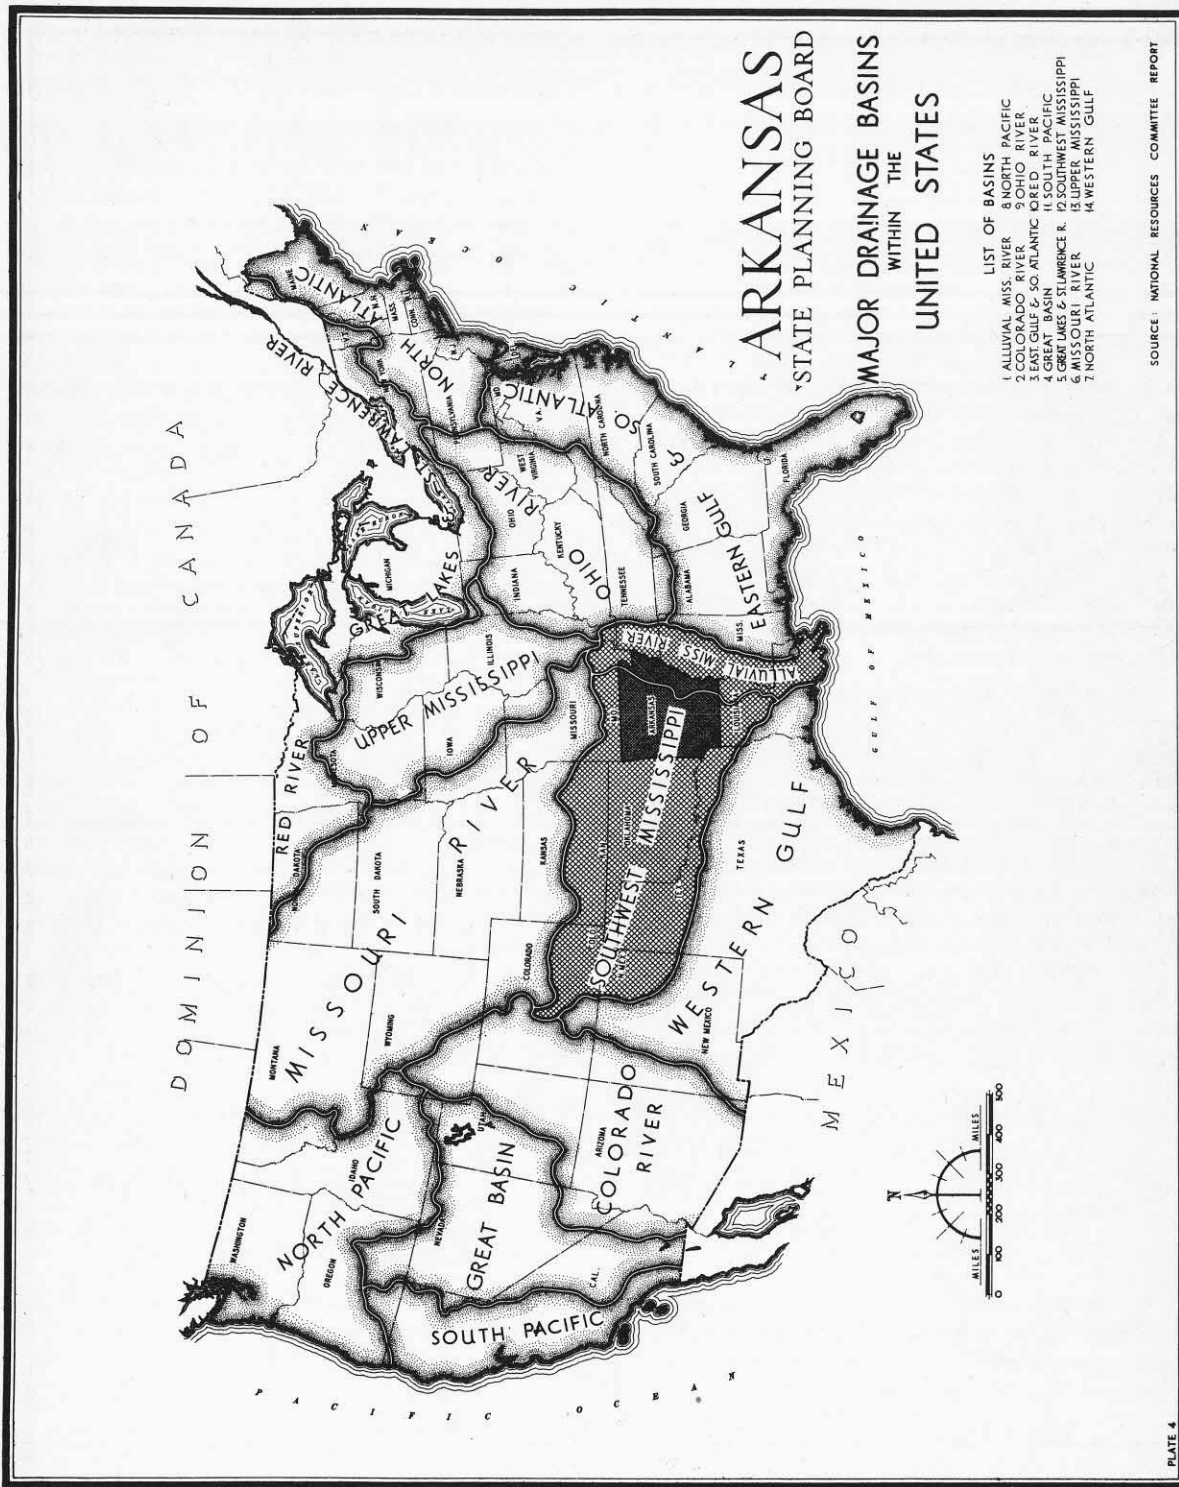 ARKANSAS
STATE PLANNING BOARD
MAJOR DRAINAGE BASINS
WITHIN THE
UNITED STATES
LIST OF BASINS
1. ALLUVIAL MISS. RIVER
2. COLORADO RIVER
3. EAST GULF & SO. ATLANTIC
4. GREAT BASIN
5. GREAT LAKES & ST. LAWRENCE R.
6. MISSOURI RIVER
7. NORTH ATLANTIC
8. NORTH PACIFIC
9. OHIO RIVER
10. RED RIVER
11. SOUTH PACIFIC
12. SOUTHWEST MISSISSIPPI
13. UPPER MISSISSIPPI
14. WESTERN GULF
SOURCE: NATIONAL RESOURCES COMMITTEE REPORT
DOMINION OF CANADA
WASHINGTON
OREGON
IDAHO
NORTH PACIFIC
MONTANA
WYOMING
MISSOURI RIVER
SOUTH DAKOTA
NEBRASKA
KANSAS
MISSOURI
COLORADO
RED RIVER
UPPER MISSISSIPPI
WISCONSIN
IOWA
ILLINOIS
SUPERIOR
GREAT LAKES
MICHIGAN
ST. LAWRENCE RIVER
MAINE
N.H.
MASS.
CONN.
NEW YORK
PENNSYLVANIA
N.J.
NORTH ATLANTIC
OHIO RIVER
INDIANA
OHIO
WEST VIRGINIA
KENTUCKY
TENNESSEE
MD.
VA.
NORTH CAROLINA
SOUTH CAROLINA
GEORGIA
ALABAMA
MISS.
FLORIDA
EASTERN GULF & SO. ATLANTIC
ALLUVIAL MISS. RIVER
ARKANSAS
OKLAHOMA
SOUTHWEST MISSISSIPPI
TEXAS
NEW MEXICO
WESTERN GULF
NEVADA
UTAH
GREAT BASIN
ARIZONA
COLORADO RIVER
CAL.
SOUTH PACIFIC
PACIFIC OCEAN
ATLANTIC OCEAN
GULF OF MEXICO
MEXICO
N
MILES MILES
0 100 200 300 400 500
PLATE 4